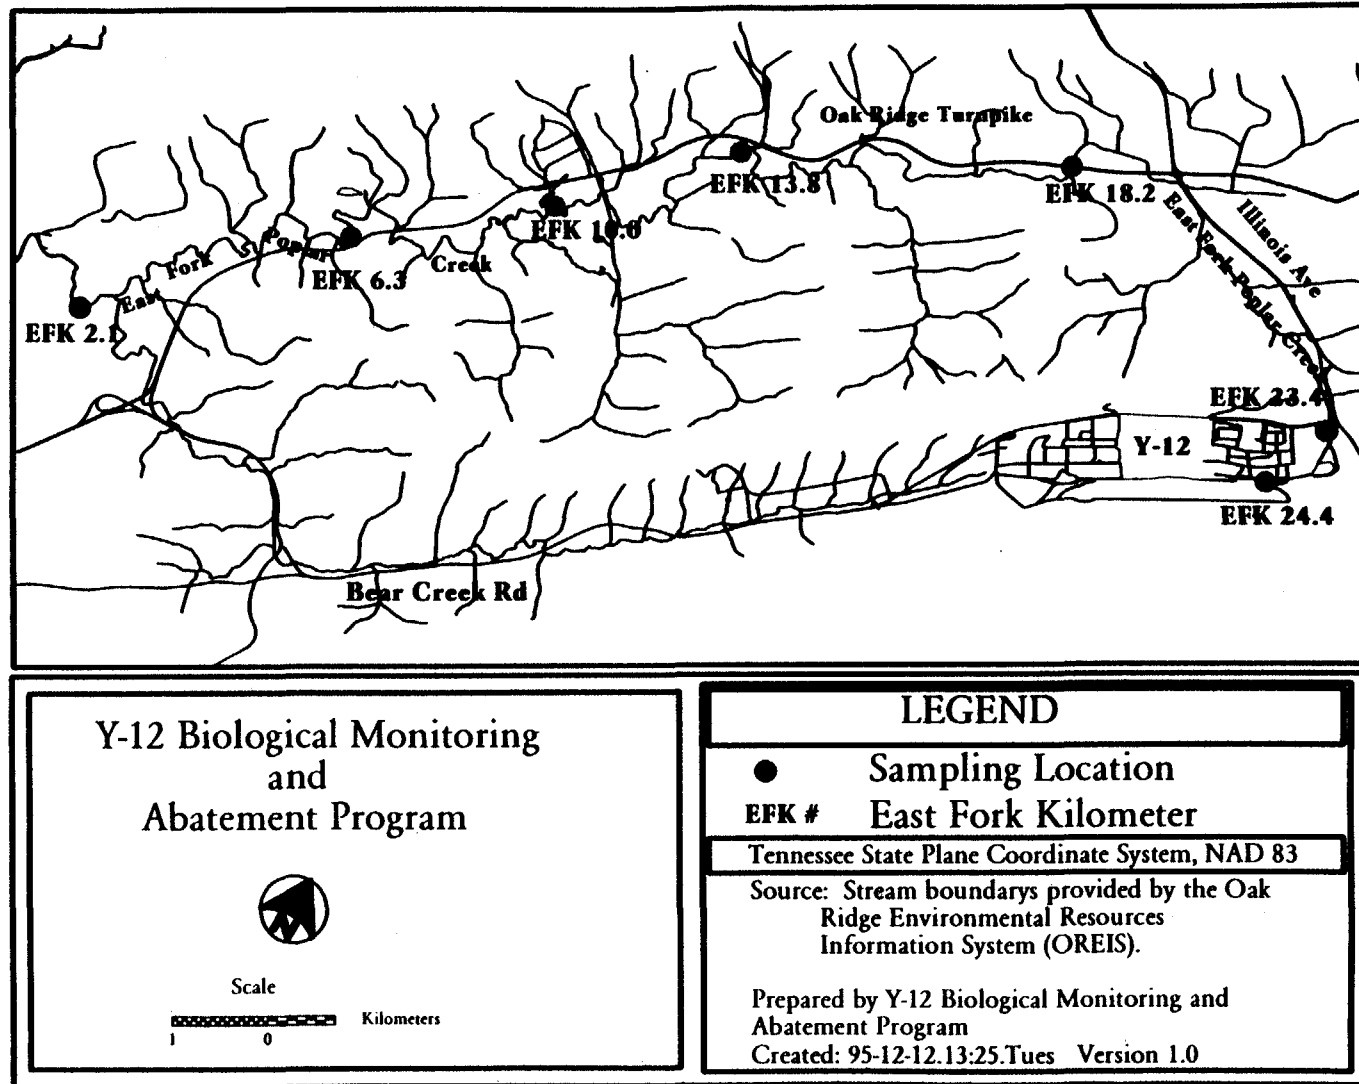 Oak Ridge Turnpike
EFK 13.8
EFK 18.2
Illinois Ave
East Fork Poplar Creek
EFK 10.0
East Fork Poplar Creek
EFK 6.3
EFK 2.1
EFK 23.4
Y-12
EFK 24.4
Bear Creek Rd
Y-12 Biological Monitoring
and
Abatement Program
Scale
Kilometers
1 0
LEGEND
Sampling Location
EFK # East Fork Kilometer
Tennessee State Plane Coordinate System, NAD 83
Source: Stream boundarys provided by the Oak
Ridge Environmental Resources
Information System (OREIS).
Prepared by Y-12 Biological Monitoring and
Abatement Program
Created: 95-12-12.13:25.Tues Version 1.0